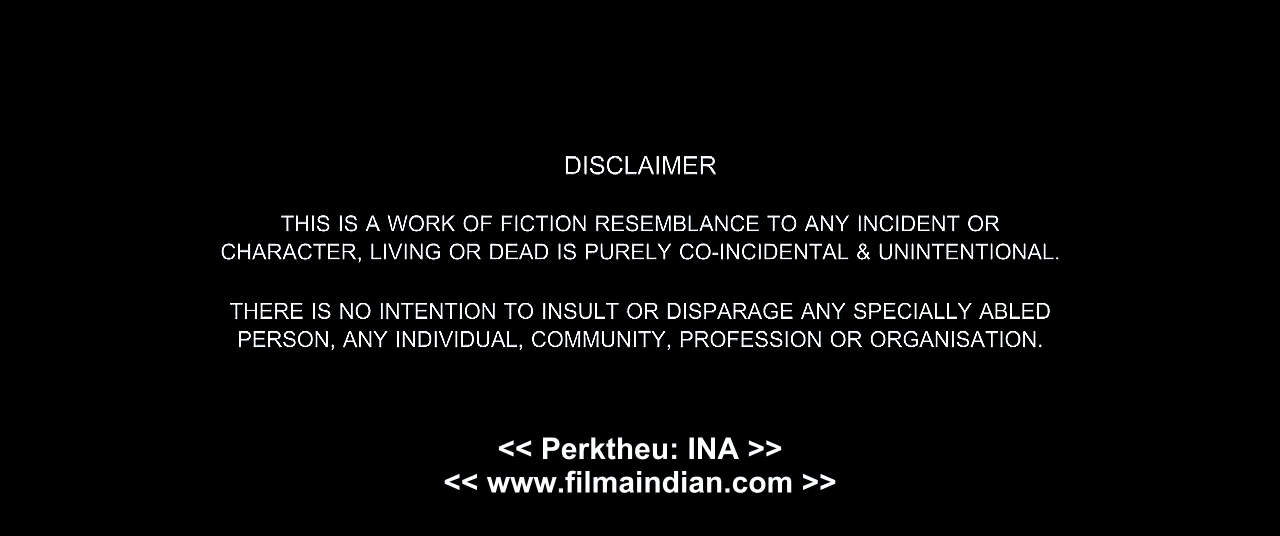 DISCLAIMER
THIS IS A WORK OF FICTION RESEMBLANCE TO ANY INCIDENT OR
CHARACTER, LIVING OR DEAD IS PURELY CO-INCIDENTAL & UNINTENTIONAL.
THERE IS NO INTENTION TO INSULT OR DISPARAGE ANY SPECIALLY ABLED
PERSON, ANY INDIVIDUAL, COMMUNITY, PROFESSION OR ORGANISATION.
<< Perktheu: INA >>
<< www.filmaindian.com >>